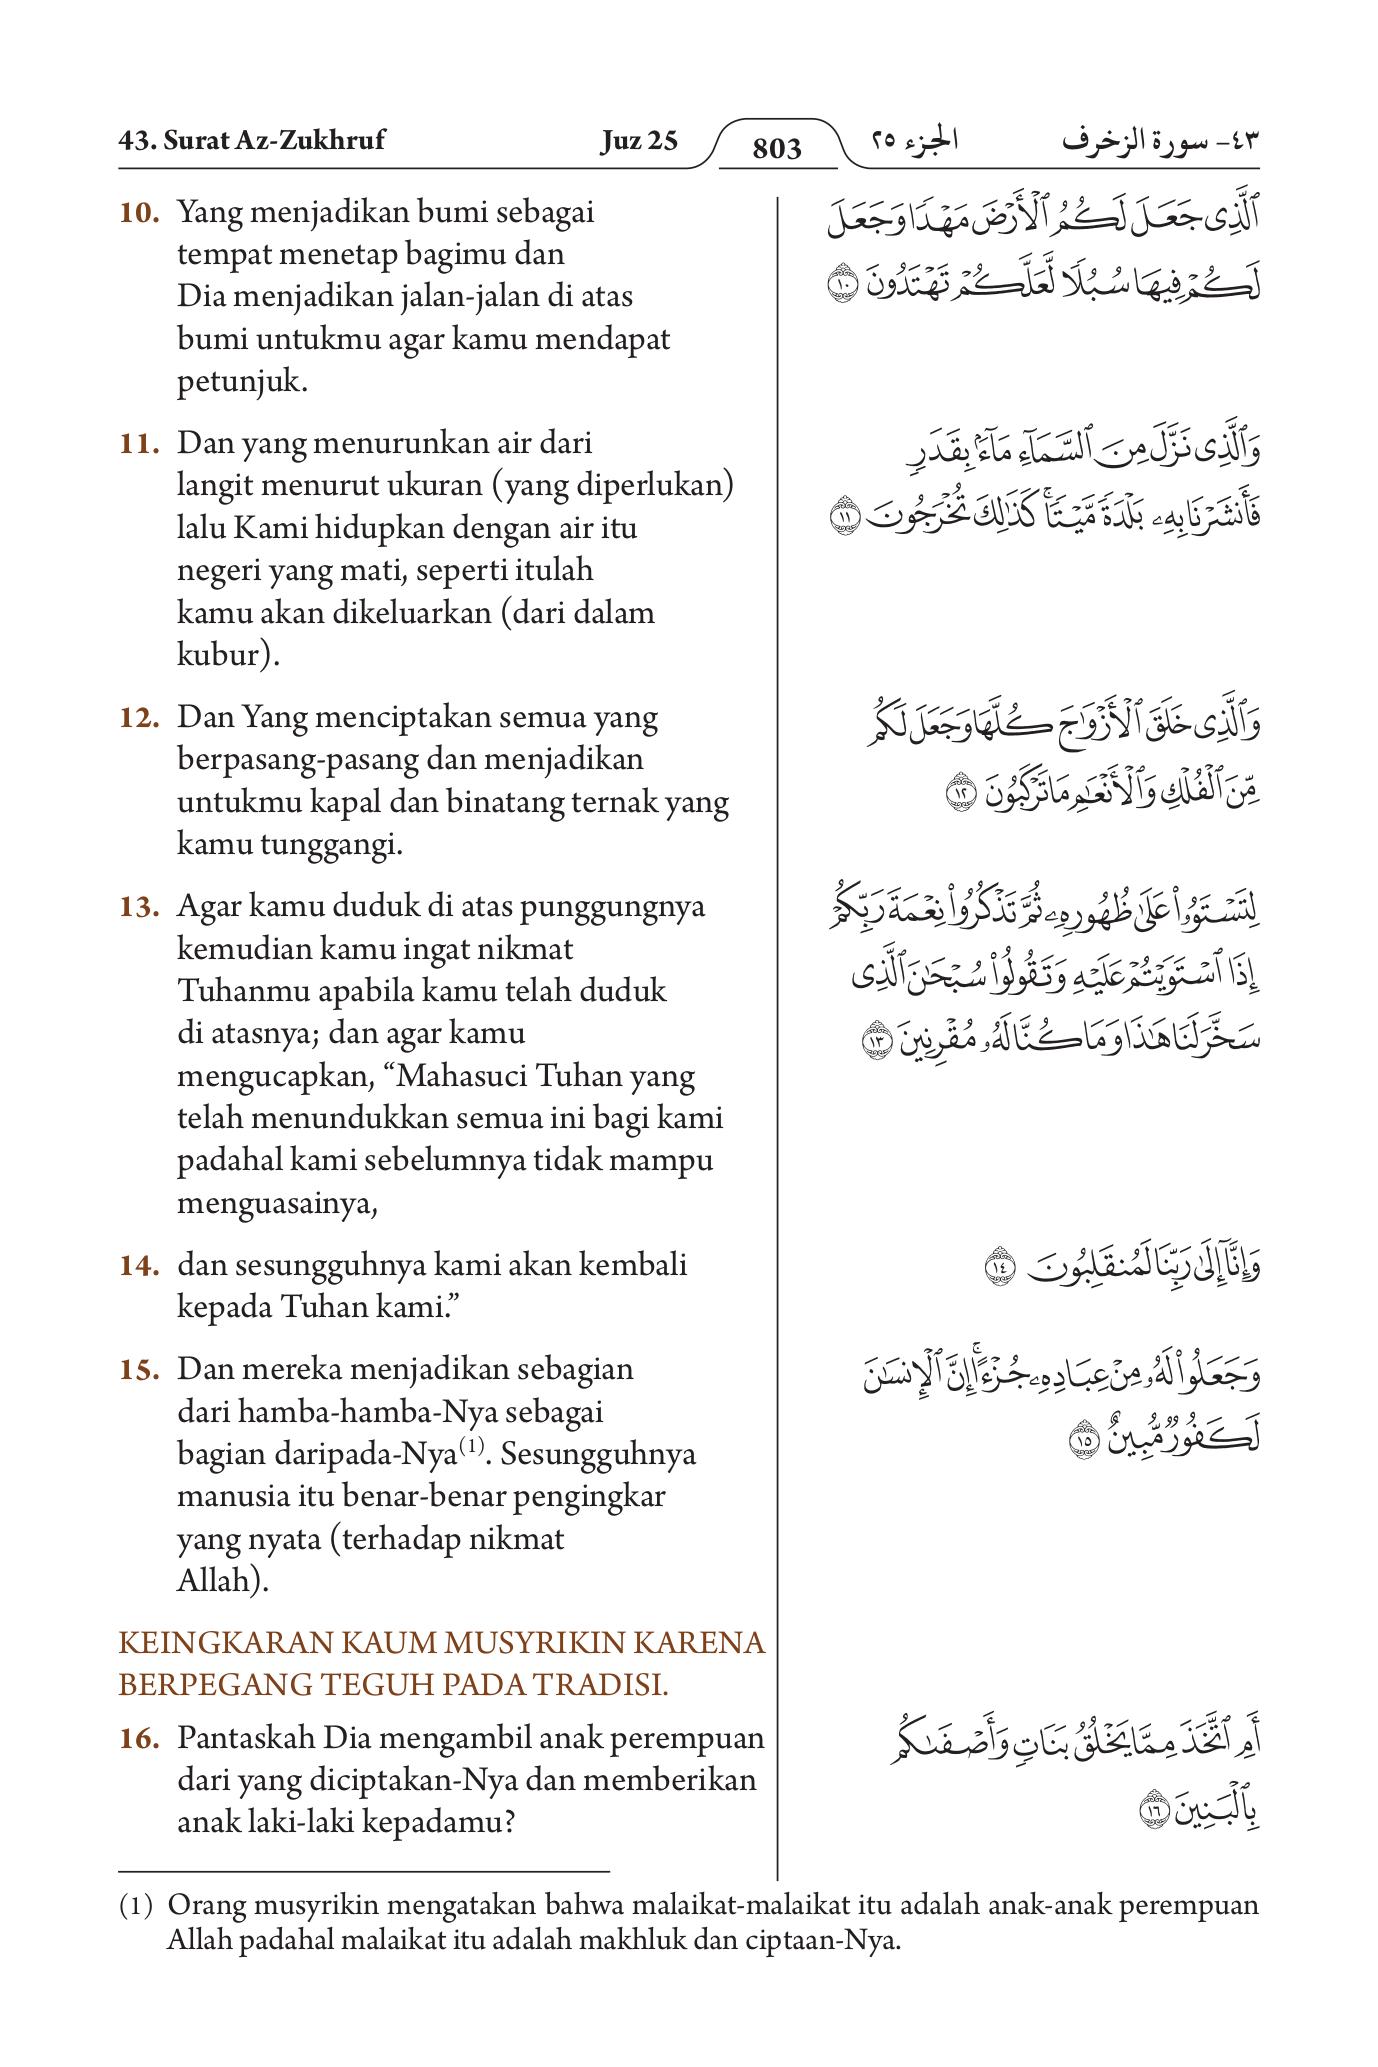 43. Surat Az-Zukhruf Juz 25 803 الجزء ٢٥ ٤٣- سورة الزخرف
10. Yang menjadikan bumi sebagai
tempat menetap bagimu dan
Dia menjadikan jalan-jalan di atas
bumi untukmu agar kamu mendapat
petunjuk.
ٱلَّذِى جَعَلَ لَكُمُ ٱلْأَرْضَ مَهْدًا وَجَعَلَ
لَكُمْ فِيهَا سُبُلًا لَّعَلَّكُمْ تَهْتَدُونَ ١٠
11. Dan yang menurunkan air dari
langit menurut ukuran (yang diperlukan)
lalu Kami hidupkan dengan air itu
negeri yang mati, seperti itulah
kamu akan dikeluarkan (dari dalam
kubur).
وَٱلَّذِى نَزَّلَ مِنَ ٱلسَّمَآءِ مَآءًۢ بِقَدَرٍ
فَأَنشَرْنَا بِهِۦ بَلْدَةً مَّيْتًا ۚ كَذَٰلِكَ تُخْرَجُونَ ١١
12. Dan Yang menciptakan semua yang
berpasang-pasang dan menjadikan
untukmu kapal dan binatang ternak yang
kamu tunggangi.
وَٱلَّذِى خَلَقَ ٱلْأَزْوَٰجَ كُلَّهَا وَجَعَلَ لَكُم
مِّنَ ٱلْفُلْكِ وَٱلْأَنْعَٰمِ مَا تَرْكَبُونَ ١٢
13. Agar kamu duduk di atas punggungnya
kemudian kamu ingat nikmat
Tuhanmu apabila kamu telah duduk
di atasnya; dan agar kamu
mengucapkan, “Mahasuci Tuhan yang
telah menundukkan semua ini bagi kami
padahal kami sebelumnya tidak mampu
menguasainya,
لِتَسْتَوُۥا۟ عَلَىٰ ظُهُورِهِۦ ثُمَّ تَذْكُرُوا۟ نِعْمَةَ رَبِّكُمْ
إِذَا ٱسْتَوَيْتُمْ عَلَيْهِ وَتَقُولُوا۟ سُبْحَٰنَ ٱلَّذِى
سَخَّرَ لَنَا هَٰذَا وَمَا كُنَّا لَهُۥ مُقْرِنِينَ ١٣
14. dan sesungguhnya kami akan kembali
kepada Tuhan kami.”
وَإِنَّآ إِلَىٰ رَبِّنَا لَمُنقَلِبُونَ ١٤
15. Dan mereka menjadikan sebagian
dari hamba-hamba-Nya sebagai
bagian daripada-Nya(1). Sesungguhnya
manusia itu benar-benar pengingkar
yang nyata (terhadap nikmat
Allah).
وَجَعَلُوا۟ لَهُۥ مِنْ عِبَادِهِۦ جُزْءًا ۚ إِنَّ ٱلْإِنسَٰنَ
لَكَفُورٌ مُّبِينٌ ١٥
KEINGKARAN KAUM MUSYRIKIN KARENA
BERPEGANG TEGUH PADA TRADISI.
16. Pantaskah Dia mengambil anak perempuan
dari yang diciptakan-Nya dan memberikan
anak laki-laki kepadamu?
أَمِ ٱتَّخَذَ مِمَّا يَخْلُقُ بَنَاتٍ وَأَصْفَىٰكُم
بِٱلْبَنِينَ ١٦
(1) Orang musyrikin mengatakan bahwa malaikat-malaikat itu adalah anak-anak perempuan
Allah padahal malaikat itu adalah makhluk dan ciptaan-Nya.